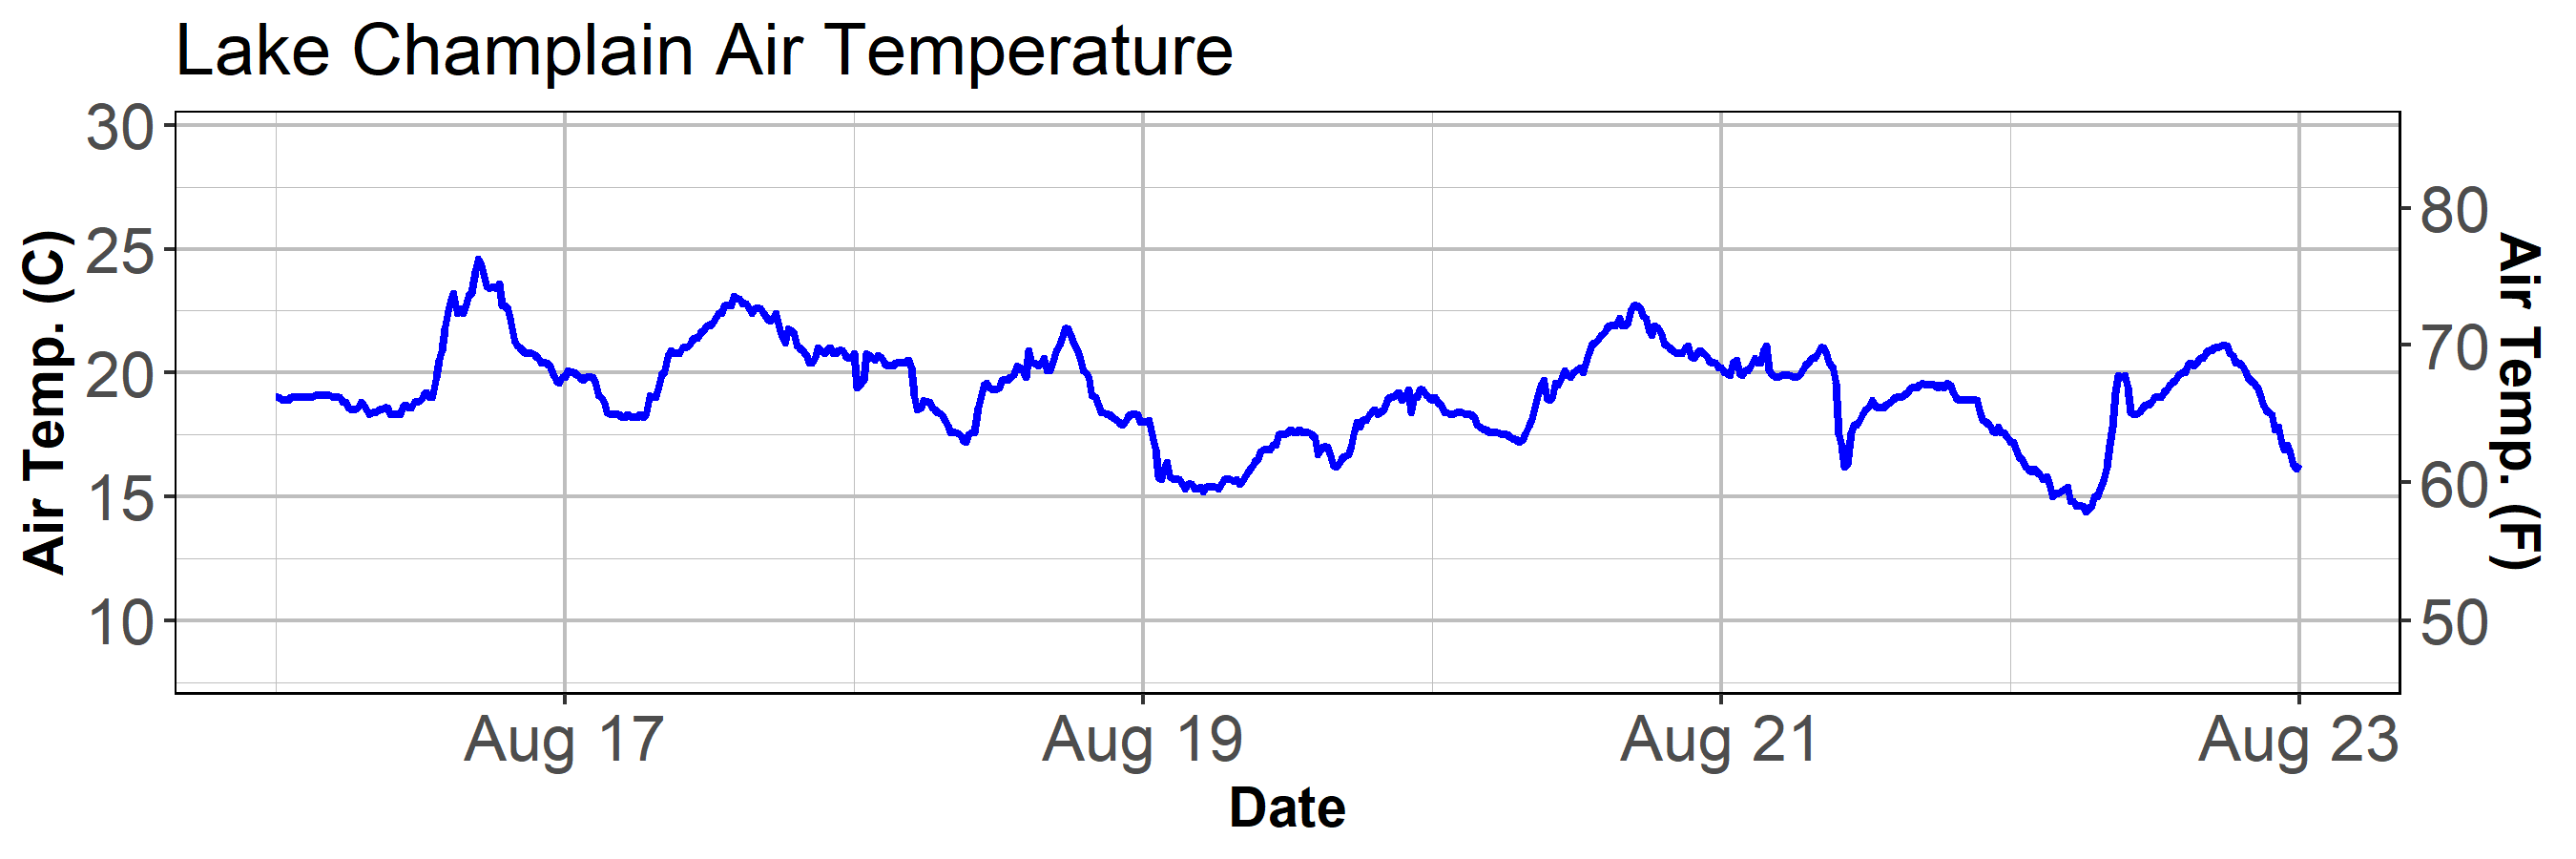 Lake Champlain Air Temperature
Air Temp. (C)
30
25
20
15
10
80
70
60
50
Air Temp. (F)
Aug 17
Aug 19
Aug 21
Aug 23
Date